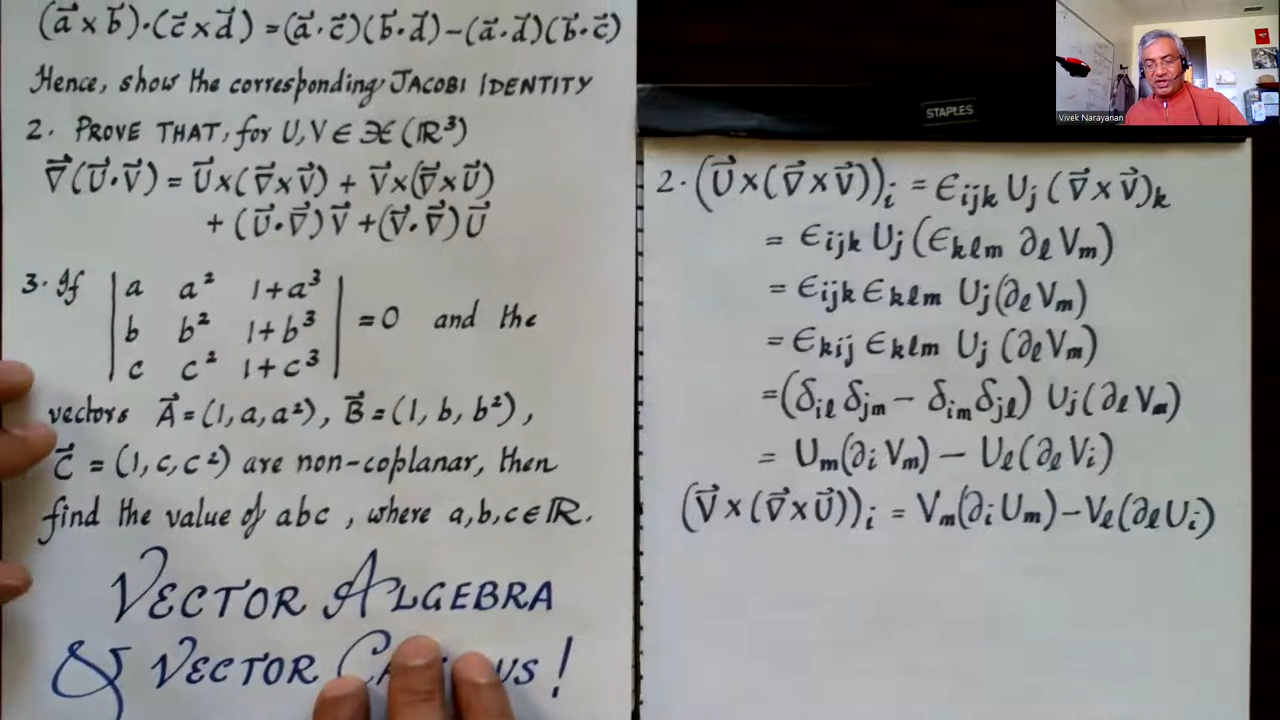 (a⃗ × b⃗)·(c⃗ × d⃗) = (a⃗·c⃗)(b⃗·d⃗) − (a⃗·d⃗)(b⃗·c⃗)
Hence, show the corresponding JACOBI IDENTITY
2. PROVE THAT, for U, V ∈ 𝔛(ℝ³)
∇⃗(U⃗·V⃗) = U⃗×(∇⃗×V⃗) + V⃗×(∇⃗×U⃗)
+ (U⃗·∇⃗)V⃗ + (V⃗·∇⃗)U⃗
3. If | a a² 1+a³ |
| b b² 1+b³ | = 0 and the
| c c² 1+c³ |
vectors A⃗ = (1, a, a²), B⃗ = (1, b, b²),
C⃗ = (1, c, c²) are non-coplanar, then
find the value of abc, where a, b, c ∈ ℝ.
VECTOR ALGEBRA
& VECTOR
!
Vivek Narayanan
STAPLES
2. (U⃗×(∇⃗×V⃗))ᵢ = ϵᵢⱼₖ Uⱼ (∇⃗×V⃗)ₖ
= ϵᵢⱼₖ Uⱼ (ϵₖₗₘ ∂ₗ Vₘ)
= ϵᵢⱼₖ ϵₖₗₘ Uⱼ(∂ₗ Vₘ)
= ϵₖᵢⱼ ϵₖₗₘ Uⱼ (∂ₗ Vₘ)
= (δᵢₗ δⱼₘ − δᵢₘ δⱼₗ) Uⱼ(∂ₗ Vₘ)
= Uₘ(∂ᵢ Vₘ) − Uₗ(∂ₗ Vᵢ)
(V⃗×(∇⃗×U⃗))ᵢ = Vₘ(∂ᵢ Uₘ) − Vₗ(∂ₗ Uᵢ)